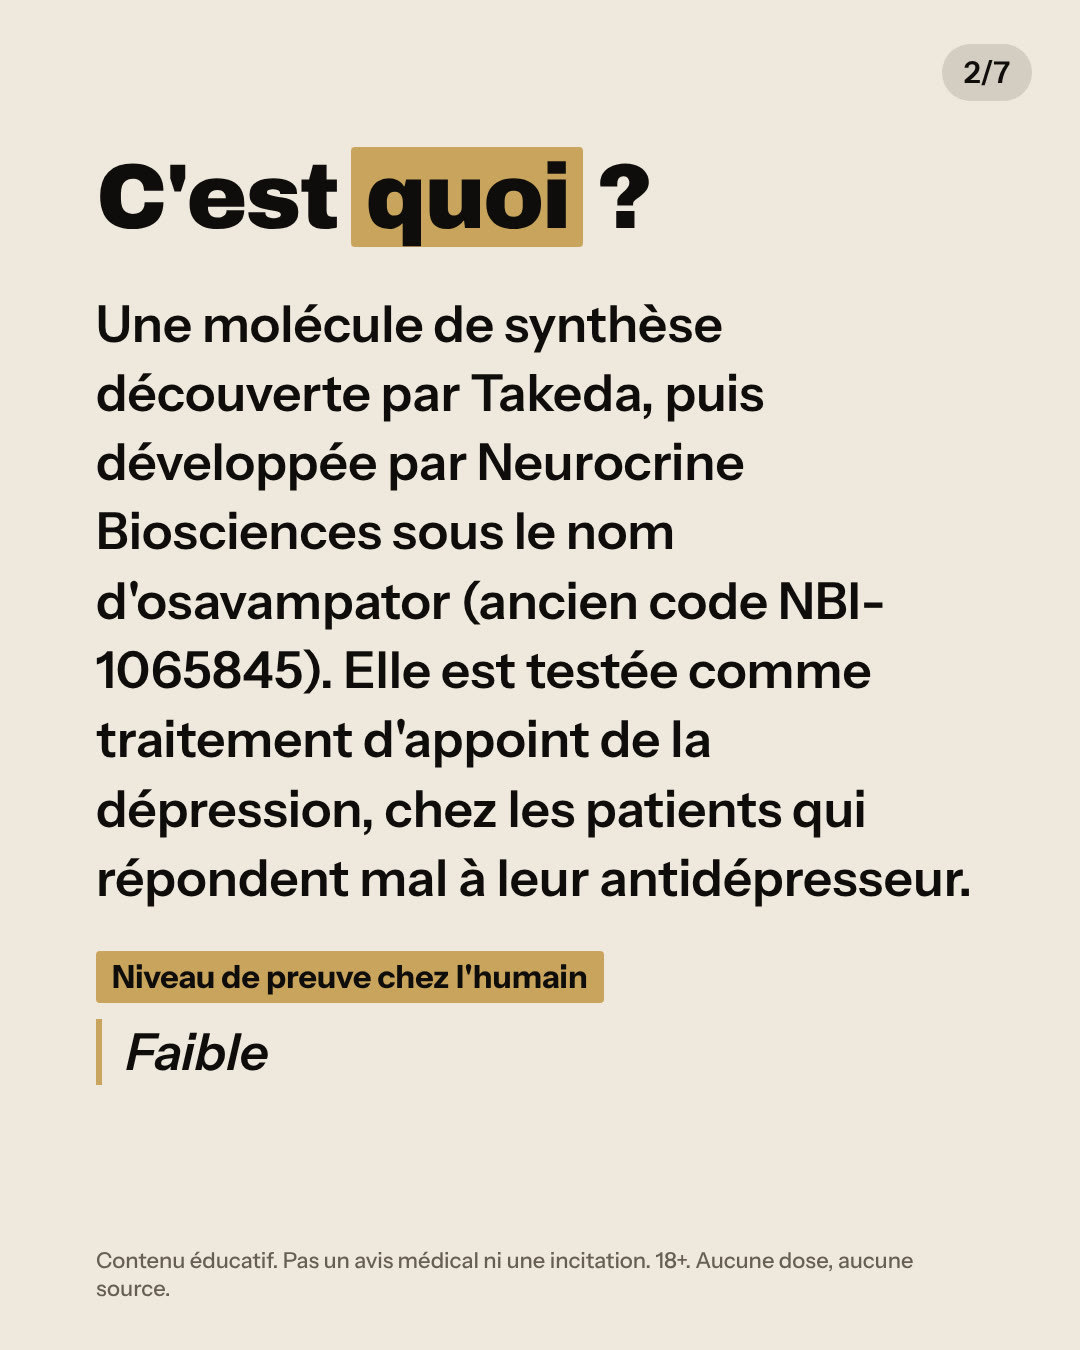 2/7
C'est quoi ?
Une molécule de synthèse
découverte par Takeda, puis
développée par Neurocrine
Biosciences sous le nom
d'osavampator (ancien code NBI-
1065845). Elle est testée comme
traitement d'appoint de la
dépression, chez les patients qui
répondent mal à leur antidépresseur.
Niveau de preuve chez l'humain
Faible
Contenu éducatif. Pas un avis médical ni une incitation. 18+. Aucune dose, aucune
source.